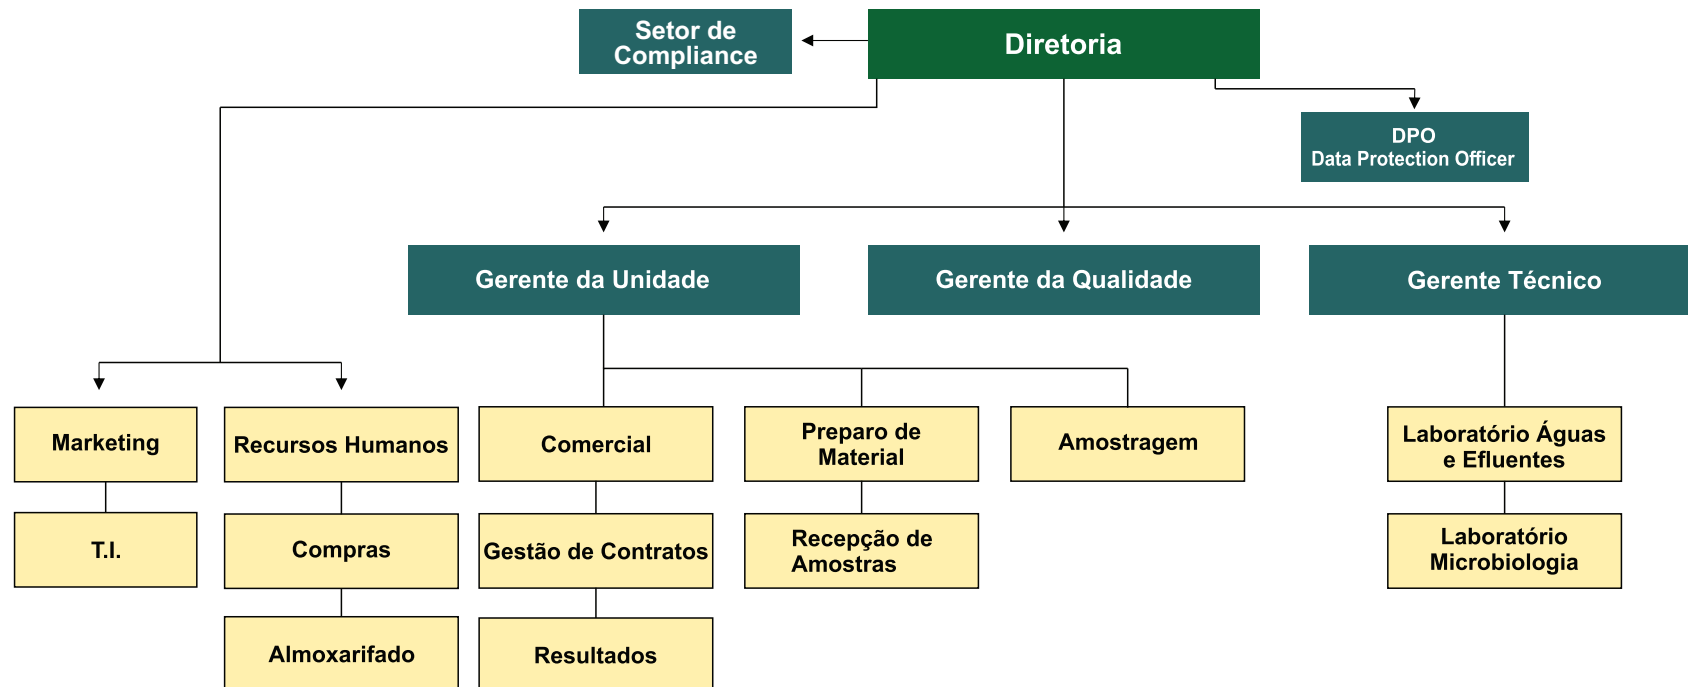 Setor de
Compliance
Diretoria
DPO
Data Protection Officer
Gerente da Unidade
Gerente da Qualidade
Gerente Técnico
Marketing
Recursos Humanos
Comercial
Preparo de
Material
Amostragem
Laboratório Águas
e Efluentes
T.I.
Compras
Gestão de Contratos
Recepção de
Amostras
Laboratório
Microbiologia
Almoxarifado
Resultados